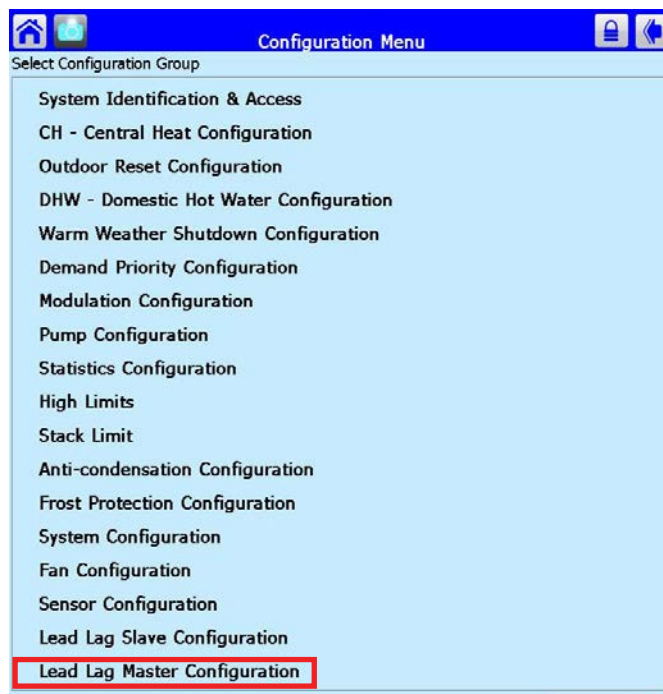 Configuration Menu
Select Configuration Group
System Identification & Access
CH - Central Heat Configuration
Outdoor Reset Configuration
DHW - Domestic Hot Water Configuration
Warm Weather Shutdown Configuration
Demand Priority Configuration
Modulation Configuration
Pump Configuration
Statistics Configuration
High Limits
Stack Limit
Anti-condensation Configuration
Frost Protection Configuration
System Configuration
Fan Configuration
Sensor Configuration
Lead Lag Slave Configuration
Lead Lag Master Configuration